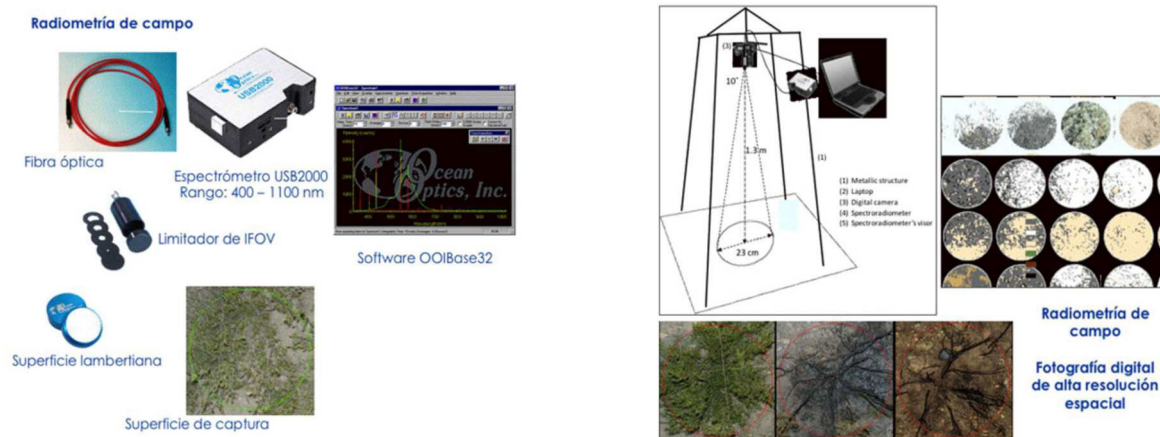 Radiometría de campo
Fibra óptica
Ocean
Optics
USB2000
Espectrómetro USB2000
Rango: 400 – 1100 nm
Limitador de IFOV
Ocean
Optics, Inc.
Software OOIBase32
Superficie lambertiana
Superficie de captura
(3)
10°
1.3 m
(1)
23 cm
(1) Metallic structure
(2) Laptop
(3) Digital camera
(4) Spectroradiometer
(5) Spectroradiometer's visor
Radiometría de
campo
Fotografía digital
de alta resolución
espacial